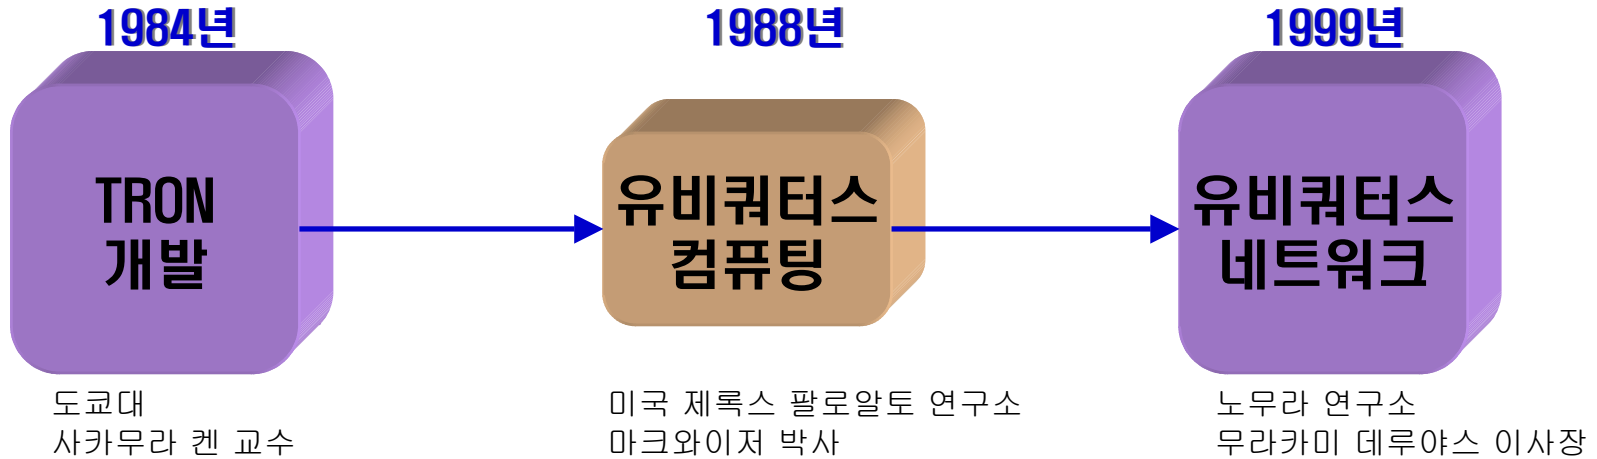 1984년
TRON
개발
도쿄대
사카무라 켄 교수
1988년
유비쿼터스
컴퓨팅
미국 제록스 팔로알토 연구소
마크와이저 박사
1999년
유비쿼터스
네트워크
노무라 연구소
무라카미 데루야스 이사장